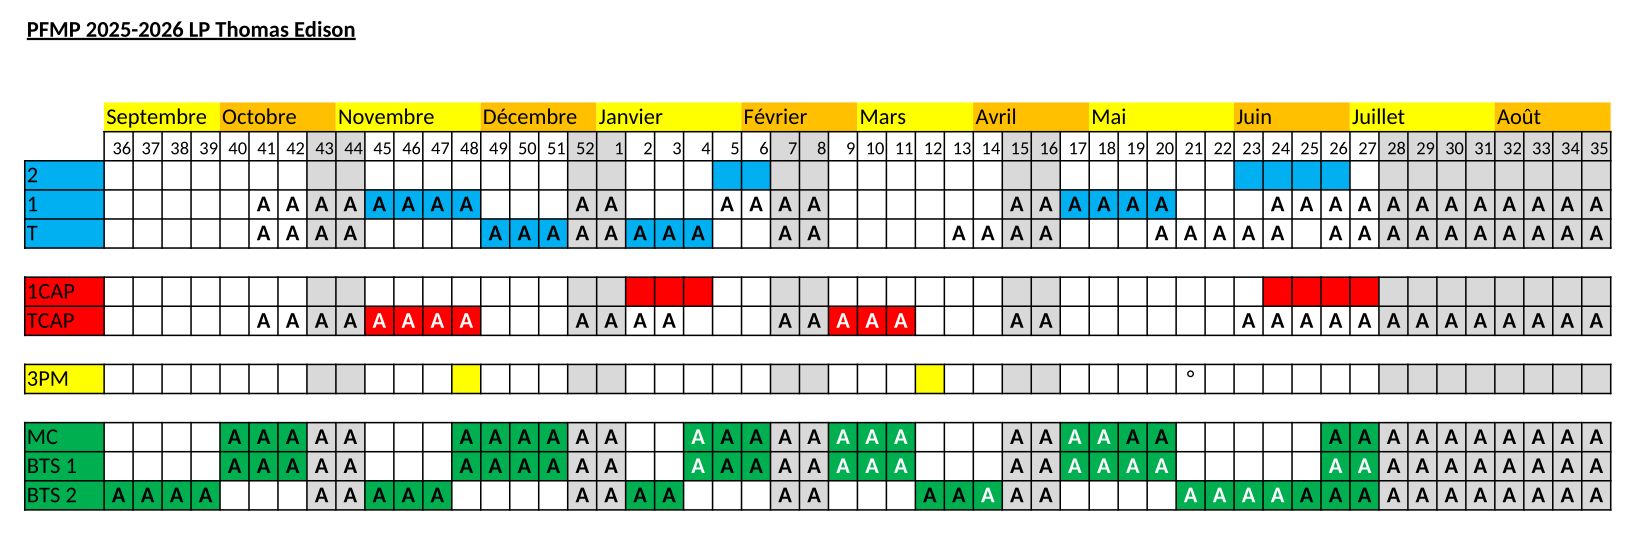 PFMP 2025-2026 LP Thomas Edison
Septembre Octobre Novembre Décembre Janvier Février Mars Avril Mai Juin Juillet Août
36 37 38 39 40 41 42 43 44 45 46 47 48 49 50 51 52 1 2 3 4 5 6 7 8 9 10 11 12 13 14 15 16 17 18 19 20 21 22 23 24 25 26 27 28 29 30 31 32 33 34 35
2
1 A A A A A A A A A A A A A A A A A A A A A A A A A A A A A A A A
T A A A A A A A A A A A A A A A A A A A A A A A A A A A A A A A A A A
1CAP
TCAP A A A A A A A A A A A A A A A A A A A A A A A A A A A A A A
3PM °
MC A A A A A A A A A A A A A A A A A A A A A A A A A A A A A A A A A A
BTS 1 A A A A A A A A A A A A A A A A A A A A A A A A A A A A A A A A A A
BTS 2 A A A A A A A A A A A A A A A A A A A A A A A A A A A A A A A A A A A